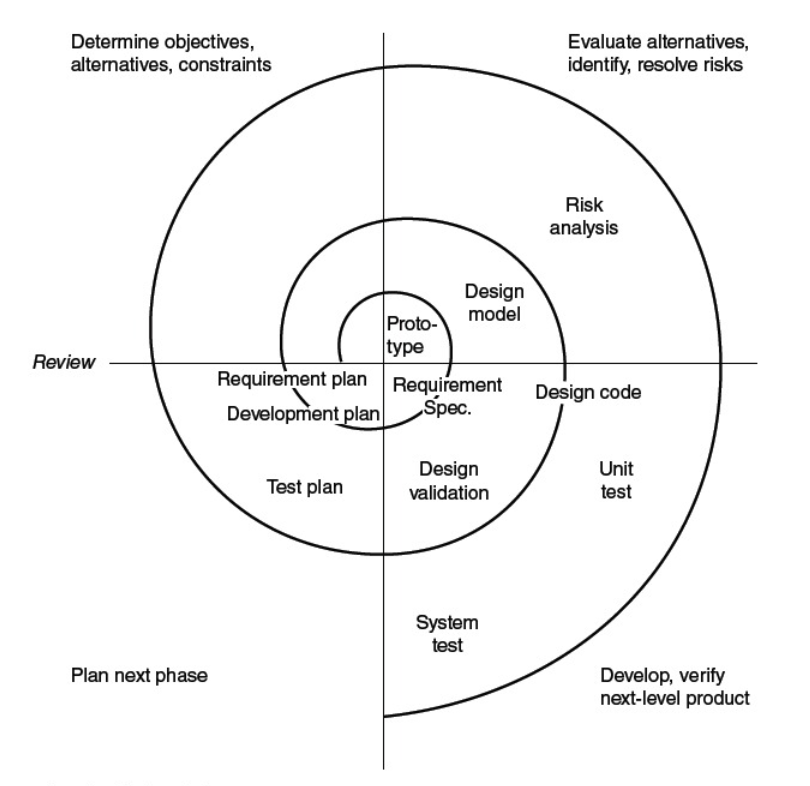 Determine objectives,
alternatives, constraints
Evaluate alternatives,
identify, resolve risks
Risk
analysis
Design
model
Proto-
type
Review
Requirement plan
Requirement
Spec.
Design code
Development plan
Test plan
Design
validation
Unit
test
System
test
Plan next phase
Develop, verify
next-level product